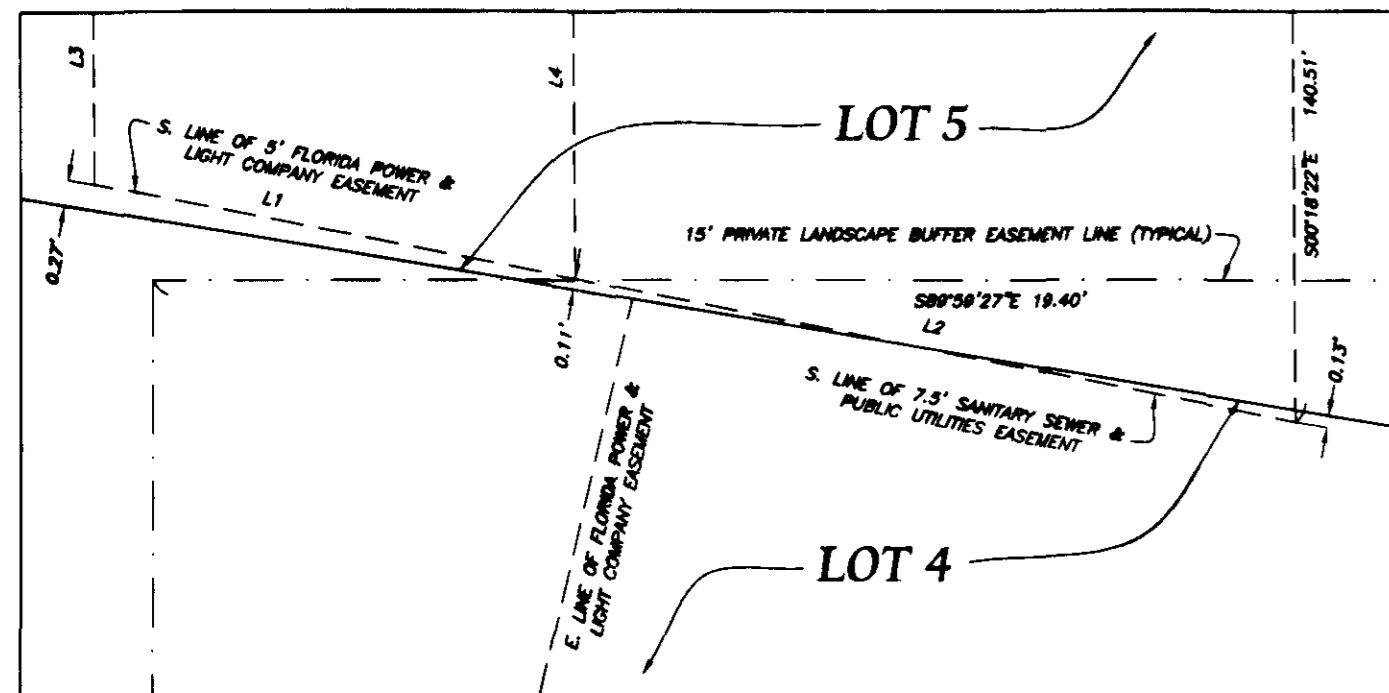 L3
L4
LOT 5
140.51'
S00°18'22"E
S. LINE OF 5' FLORIDA POWER &
LIGHT COMPANY EASEMENT
L1
15' PRIVATE LANDSCAPE BUFFER EASEMENT LINE (TYPICAL)
0.27'
S89°59'27"E 19.40'
L2
0.11'
0.13'
S. LINE OF 7.5' SANITARY SEWER &
PUBLIC UTILITIES EASEMENT
E. LINE OF FLORIDA POWER &
LIGHT COMPANY EASEMENT
LOT 4